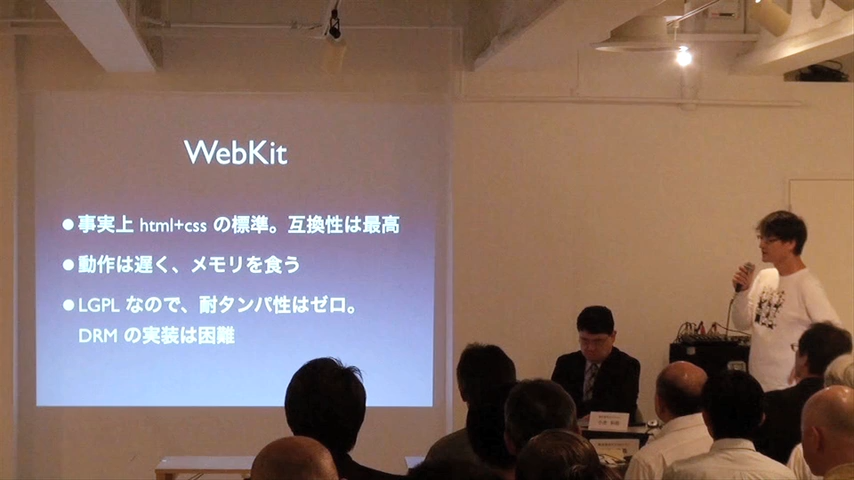 WebKit
●事実上 html+css の標準。互換性は最高
●動作は遅く、メモリを食う
●LGPL なので、耐タンパ性はゼロ。
DRM の実装は困難